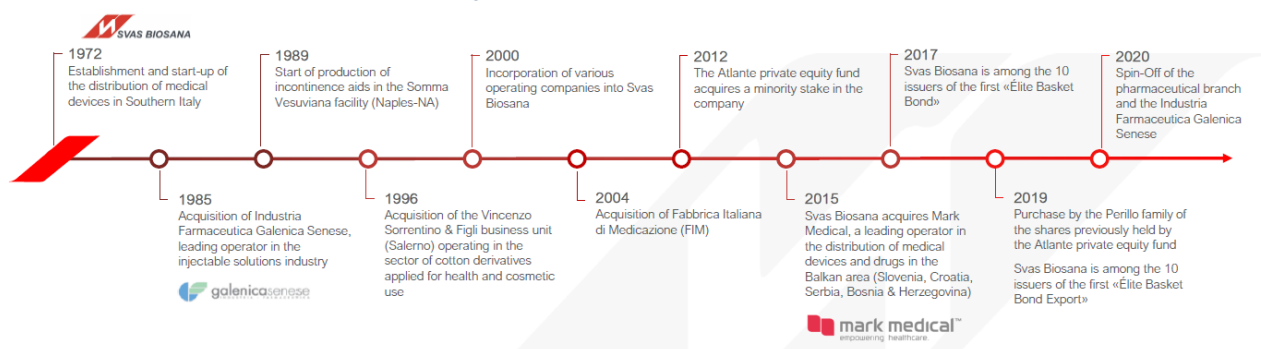 SVAS BIOSANA
1972
Establishment and start-up of
the distribution of medical
devices in Southern Italy
1989
Start of production of
incontinence aids in the Somma
Vesuviana facility (Naples-NA)
2000
Incorporation of various
operating companies into Svas
Biosana
2012
The Atlante private equity fund
acquires a minority stake in the
company
2017
Svas Biosana is among the 10
issuers of the first «Élite Basket
Bond»
2020
Spin-Off of the
pharmaceutical branch
and the Industria
Farmaceutica Galenica
Senese
1985
Acquisition of Industria
Farmaceutica Galenica Senese,
leading operator in the
injectable solutions industry
galenicasenese
INDUSTRIA FARMACEUTICA
1996
Acquisition of the Vincenzo
Sorrentino & Figli business unit
(Salerno) operating in the
sector of cotton derivatives
applied for health and cosmetic
use
2004
Acquisition of Fabbrica Italiana
di Medicazione (FIM)
2015
Svas Biosana acquires Mark
Medical, a leading operator in
the distribution of medical
devices and drugs in the
Balkan area (Slovenia, Croatia,
Serbia, Bosnia & Herzegovina)
mark medical™
empowering healthcare.
2019
Purchase by the Perillo family of
the shares previously held by
the Atlante private equity fund
Svas Biosana is among the 10
issuers of the first «Élite Basket
Bond Export»